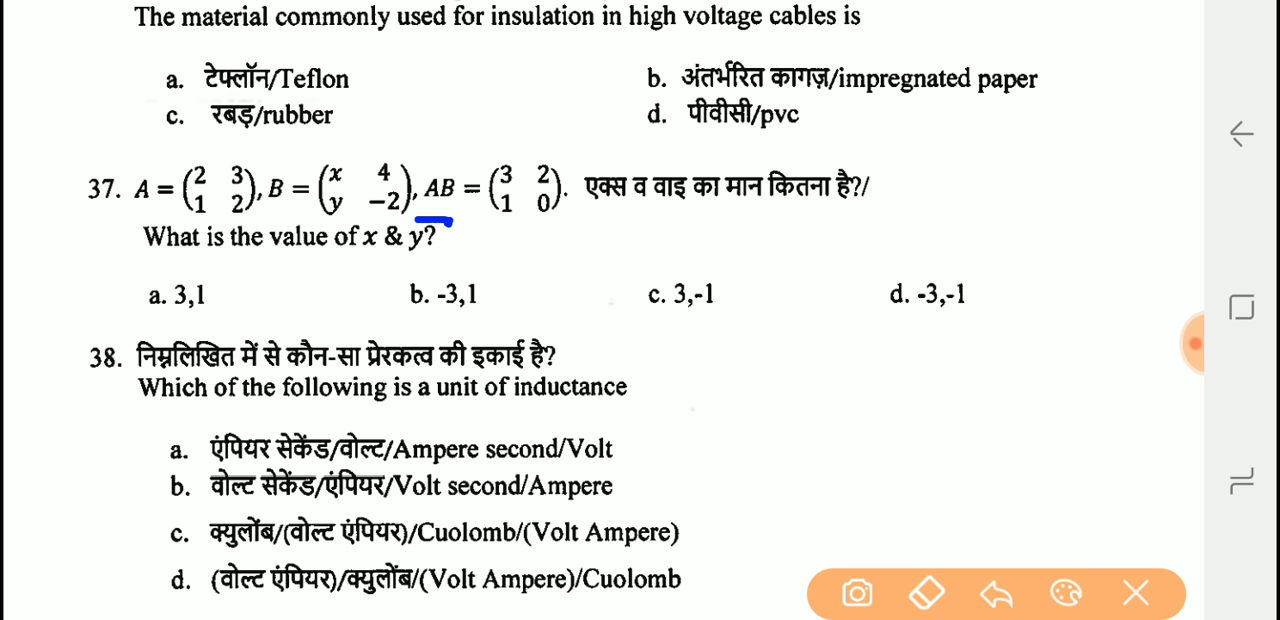 The material commonly used for insulation in high voltage cables is
a. टेफ्लॉन/Teflon b. अंतर्भरित कागज़/impregnated paper
c. रबड़/rubber d. पीवीसी/pvc
37. A = (2 3 1 2), B = (x 4 y −2), AB = (3 2 1 0). एक्स व वाइ का मान कितना है?/
What is the value of x & y?
a. 3,1 b. -3,1 c. 3,-1 d. -3,-1
38. निम्नलिखित में से कौन-सा प्रेरकत्व की इकाई है?
Which of the following is a unit of inductance
a. एंपियर सेकेंड/वोल्ट/Ampere second/Volt
b. वोल्ट सेकेंड/एंपियर/Volt second/Ampere
c. क्युलोंब/(वोल्ट एंपियर)/Cuolomb/(Volt Ampere)
d. (वोल्ट एंपियर)/क्युलोंब/(Volt Ampere)/Cuolomb